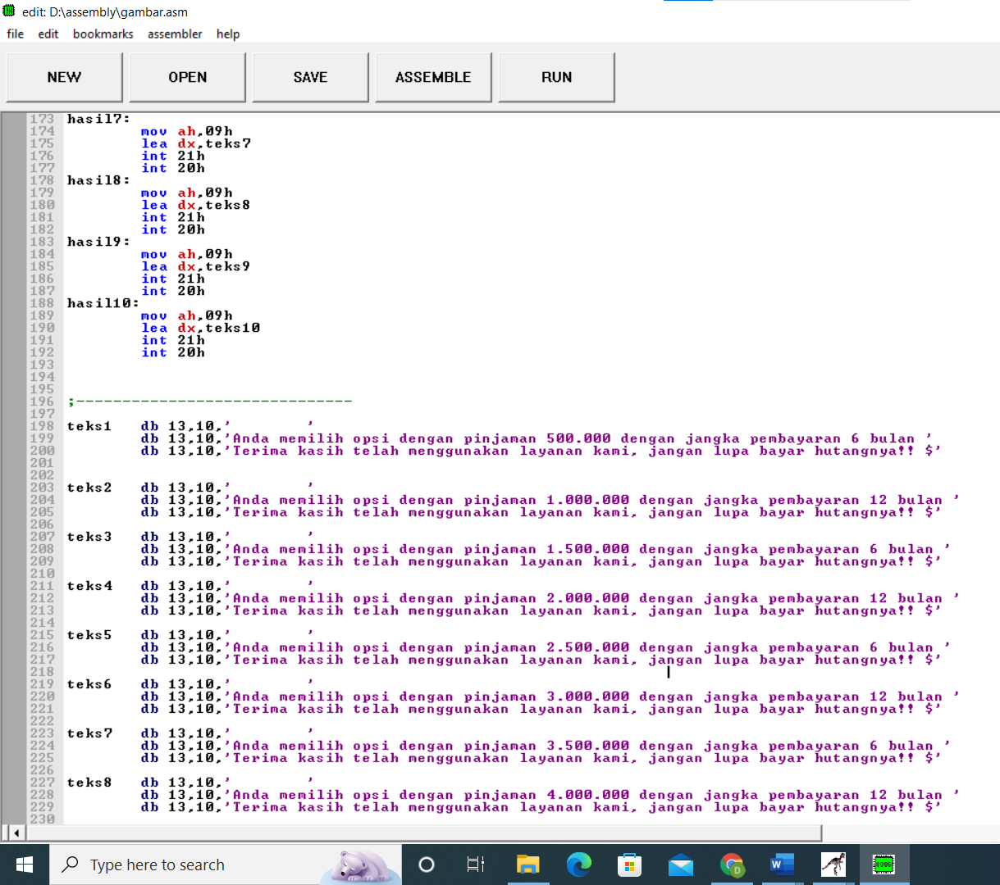 edit: D:\assembly\gambar.asm
file edit bookmarks assembler help
NEW OPEN SAVE ASSEMBLE RUN
173 hasil7:
174 mov ah,09h
175 lea dx,teks7
176 int 21h
177 int 20h
178 hasil8:
179 mov ah,09h
180 lea dx,teks8
181 int 21h
182 int 20h
183 hasil9:
184 mov ah,09h
185 lea dx,teks9
186 int 21h
187 int 20h
188 hasil10:
189 mov ah,09h
190 lea dx,teks10
191 int 21h
192 int 20h
193
194
195
196 ;------------------------------
197
198 teks1 db 13,10,'         '
199 db 13,10,'Anda memilih opsi dengan pinjaman 500.000 dengan jangka pembayaran 6 bulan '
200 db 13,10,'Terima kasih telah menggunakan layanan kami, jangan lupa bayar hutangnya!! $'
201
202
203 teks2 db 13,10,'         '
204 db 13,10,'Anda memilih opsi dengan pinjaman 1.000.000 dengan jangka pembayaran 12 bulan '
205 db 13,10,'Terima kasih telah menggunakan layanan kami, jangan lupa bayar hutangnya!! $'
206
207 teks3 db 13,10,'         '
208 db 13,10,'Anda memilih opsi dengan pinjaman 1.500.000 dengan jangka pembayaran 6 bulan '
209 db 13,10,'Terima kasih telah menggunakan layanan kami, jangan lupa bayar hutangnya!! $'
210
211 teks4 db 13,10,'         '
212 db 13,10,'Anda memilih opsi dengan pinjaman 2.000.000 dengan jangka pembayaran 12 bulan '
213 db 13,10,'Terima kasih telah menggunakan layanan kami, jangan lupa bayar hutangnya!! $'
214
215 teks5 db 13,10,'         '
216 db 13,10,'Anda memilih opsi dengan pinjaman 2.500.000 dengan jangka pembayaran 6 bulan '
217 db 13,10,'Terima kasih telah menggunakan layanan kami, jangan lupa bayar hutangnya!! $'
218
219 teks6 db 13,10,'         '
220 db 13,10,'Anda memilih opsi dengan pinjaman 3.000.000 dengan jangka pembayaran 12 bulan '
221 db 13,10,'Terima kasih telah menggunakan layanan kami, jangan lupa bayar hutangnya!! $'
222
223 teks7 db 13,10,'         '
224 db 13,10,'Anda memilih opsi dengan pinjaman 3.500.000 dengan jangka pembayaran 6 bulan '
225 db 13,10,'Terima kasih telah menggunakan layanan kami, jangan lupa bayar hutangnya!! $'
226
227 teks8 db 13,10,'         '
228 db 13,10,'Anda memilih opsi dengan pinjaman 4.000.000 dengan jangka pembayaran 12 bulan '
229 db 13,10,'Terima kasih telah menggunakan layanan kami, jangan lupa bayar hutangnya!! $'
230
Type here to search
D
W
8086